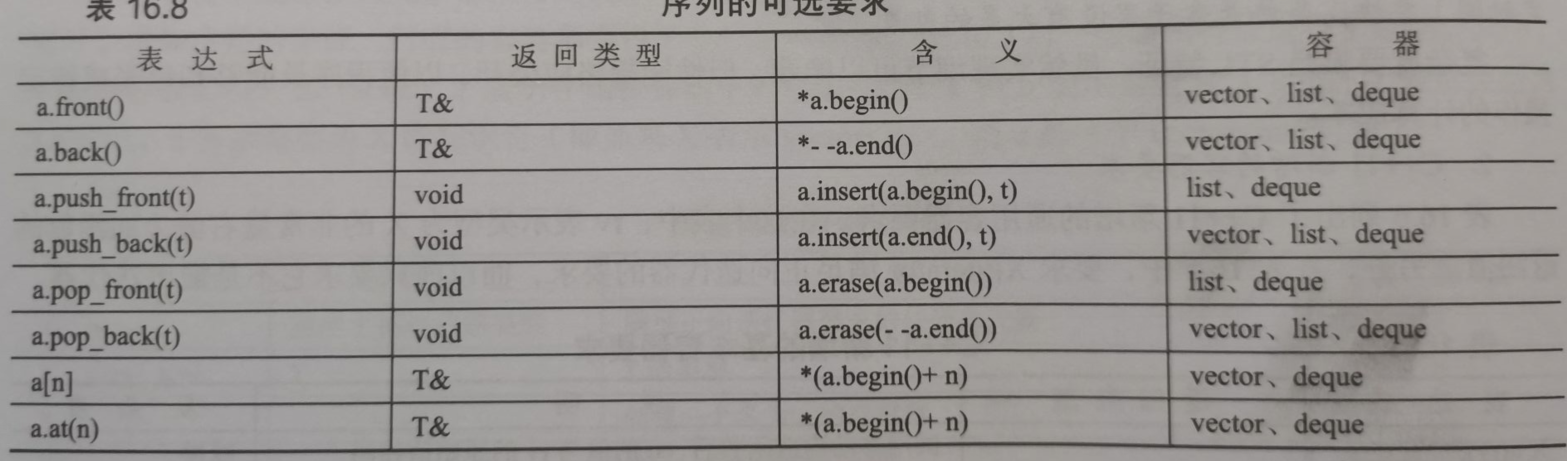 表 16.8 序列的可选要求
表 达 式 返 回 类 型 含 义 容 器
a.front() T& *a.begin() vector、list、deque
a.back() T& *- -a.end() vector、list、deque
a.push_front(t) void a.insert(a.begin(), t) list、deque
a.push_back(t) void a.insert(a.end(), t) vector、list、deque
a.pop_front(t) void a.erase(a.begin()) list、deque
a.pop_back(t) void a.erase(- -a.end()) vector、list、deque
a[n] T& *(a.begin()+ n) vector、deque
a.at(n) T& *(a.begin()+ n) vector、deque